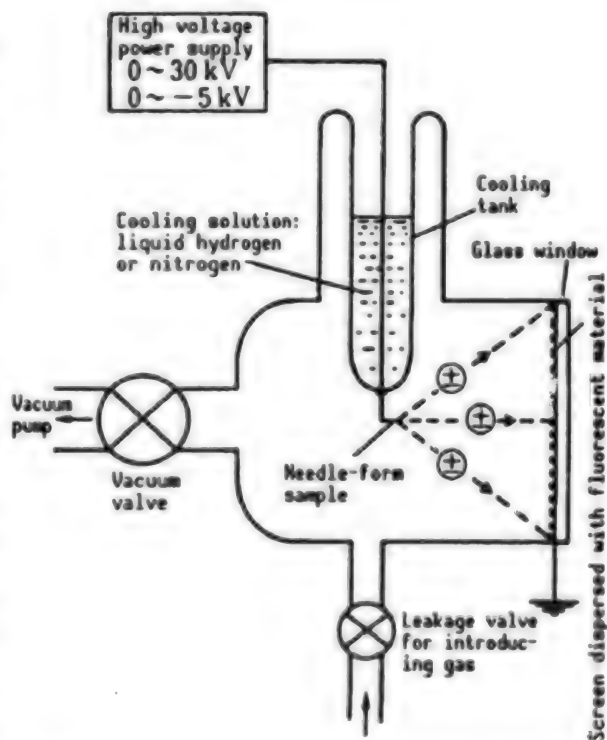 High voltage
power supply
0 ~ 30 kV
0 ~ -5 kV
Cooling
tank
Cooling solution:
liquid hydrogen
or nitrogen
Glass window
Screen dispersed with fluorescent material
Vacuum
pump
Vacuum
valve
Needle-form
sample
Leakage valve
for introduc-
ing gas